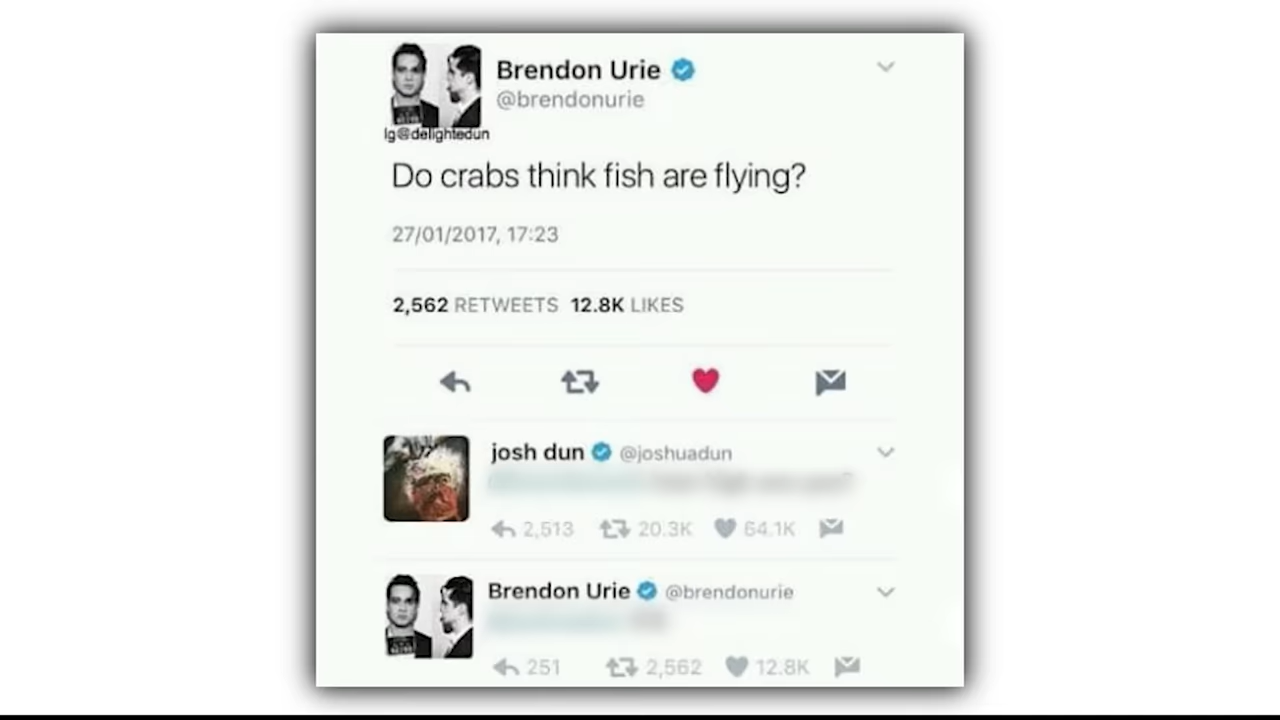 Brendon Urie
@brendonurie
Ig@delightedun
Do crabs think fish are flying?
27/01/2017, 17:23
2,562 RETWEETS 12.8K LIKES
josh dun @joshuadun
2,513 20.3K 64.1K
Brendon Urie @brendonurie
251 2,562 12.8K